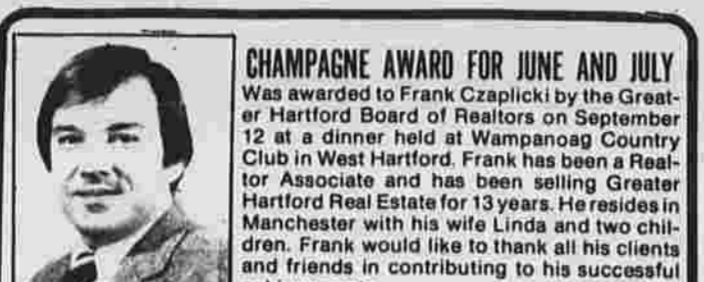 CHAMPAGNE AWARD FOR JUNE AND JULY
Was awarded to Frank Czaplicki by the Great-
er Hartford Board of Realtors on September
12 at a dinner held at Wampanoag Country
Club in West Hartford. Frank has been a Real-
tor Associate and has been selling Greater
Hartford Real Estate for 13 years. He resides in
Manchester with his wife Linda and two chil-
dren. Frank would like to thank all his clients
and friends in contributing to his successful